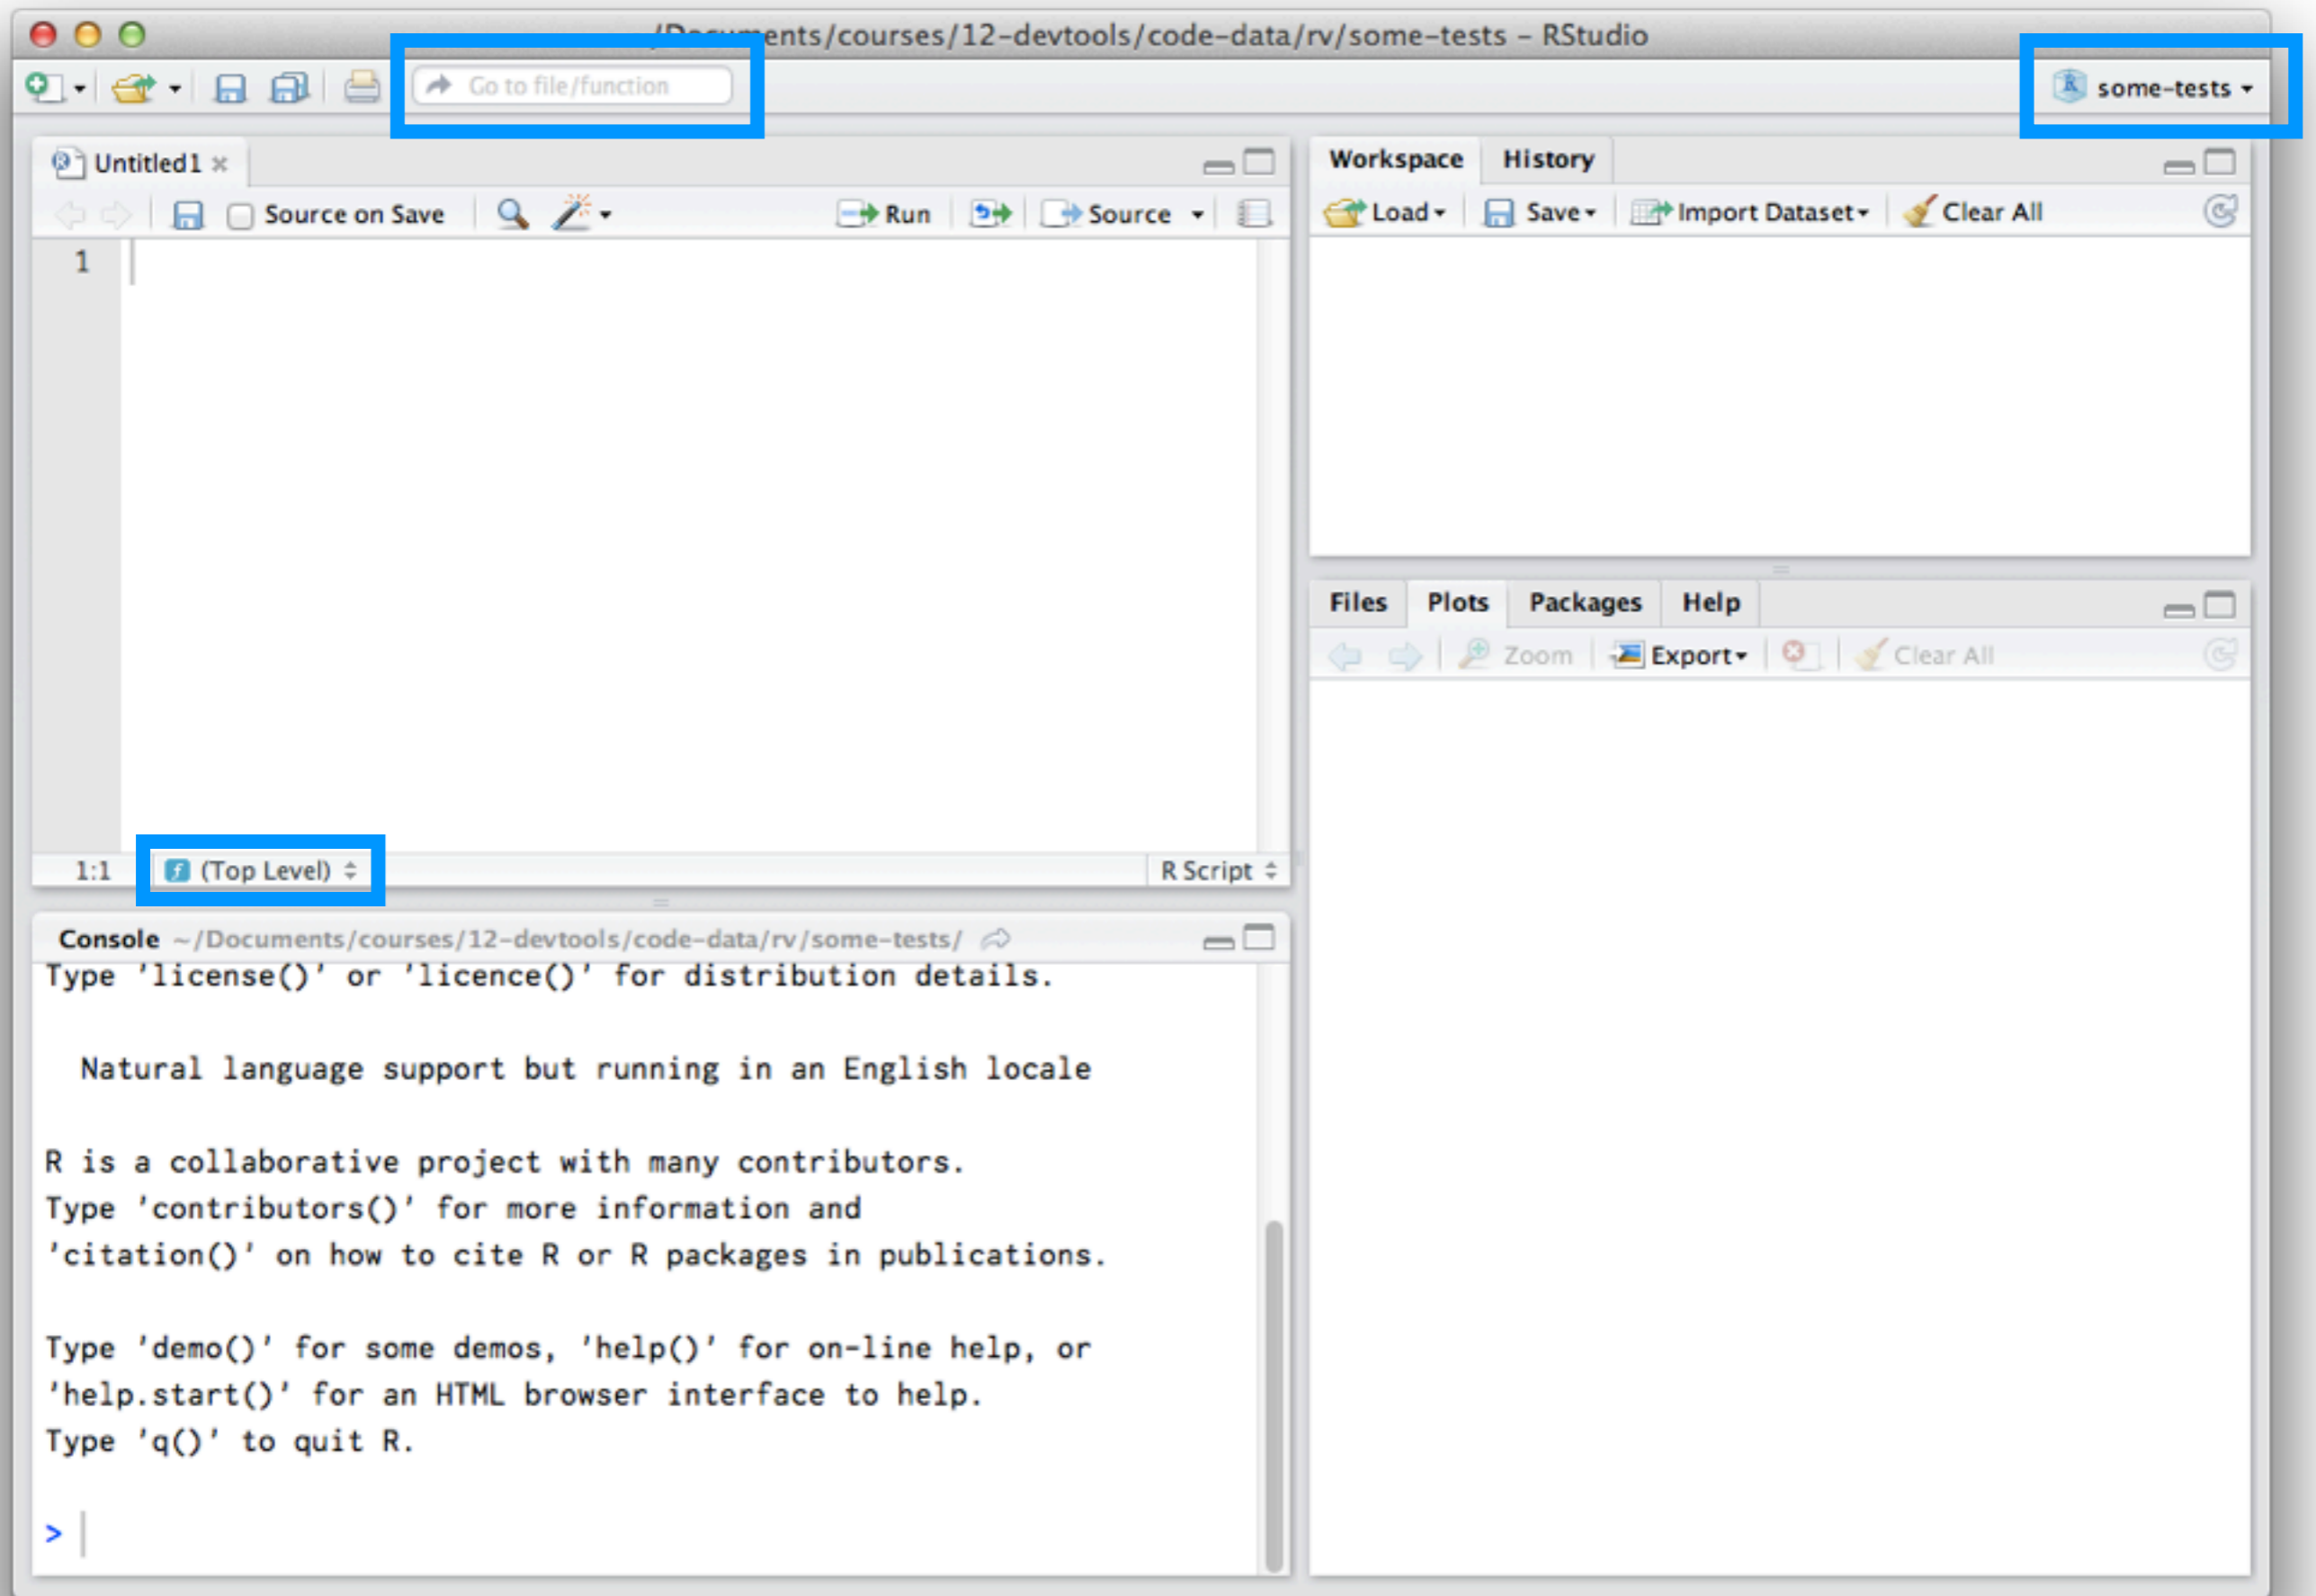 /Documents/courses/12-devtools/code-data/rv/some-tests – RStudio
Go to file/function
some-tests
Untitled1
Source on Save
Run
Source
1
1:1
(Top Level)
R Script
Console ~/Documents/courses/12-devtools/code-data/rv/some-tests/
Type 'license()' or 'licence()' for distribution details.
Natural language support but running in an English locale
R is a collaborative project with many contributors.
Type 'contributors()' for more information and
'citation()' on how to cite R or R packages in publications.
Type 'demo()' for some demos, 'help()' for on-line help, or
'help.start()' for an HTML browser interface to help.
Type 'q()' to quit R.
>
Workspace History
Load Save Import Dataset Clear All
Files Plots Packages Help
Zoom Export Clear All